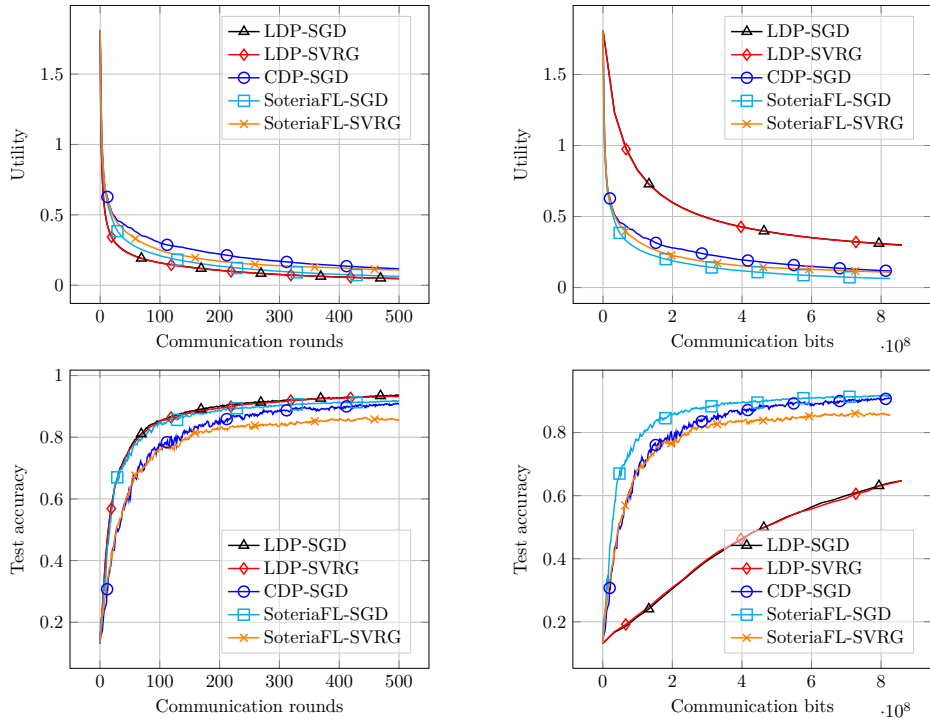 LDP-SGD
LDP-SVRG
CDP-SGD
SoteriaFL-SGD
SoteriaFL-SVRG
1.5
1
0.5
0
Utility
0 100 200 300 400 500
Communication rounds
LDP-SGD
LDP-SVRG
CDP-SGD
SoteriaFL-SGD
SoteriaFL-SVRG
1.5
1
0.5
0
Utility
0 2 4 6 8
Communication bits
·10^8
1
0.8
0.6
0.4
0.2
Test accuracy
LDP-SGD
LDP-SVRG
CDP-SGD
SoteriaFL-SGD
SoteriaFL-SVRG
0 100 200 300 400 500
Communication rounds
1
0.8
0.6
0.4
0.2
Test accuracy
LDP-SGD
LDP-SVRG
CDP-SGD
SoteriaFL-SGD
SoteriaFL-SVRG
0 2 4 6 8
Communication bits
·10^8